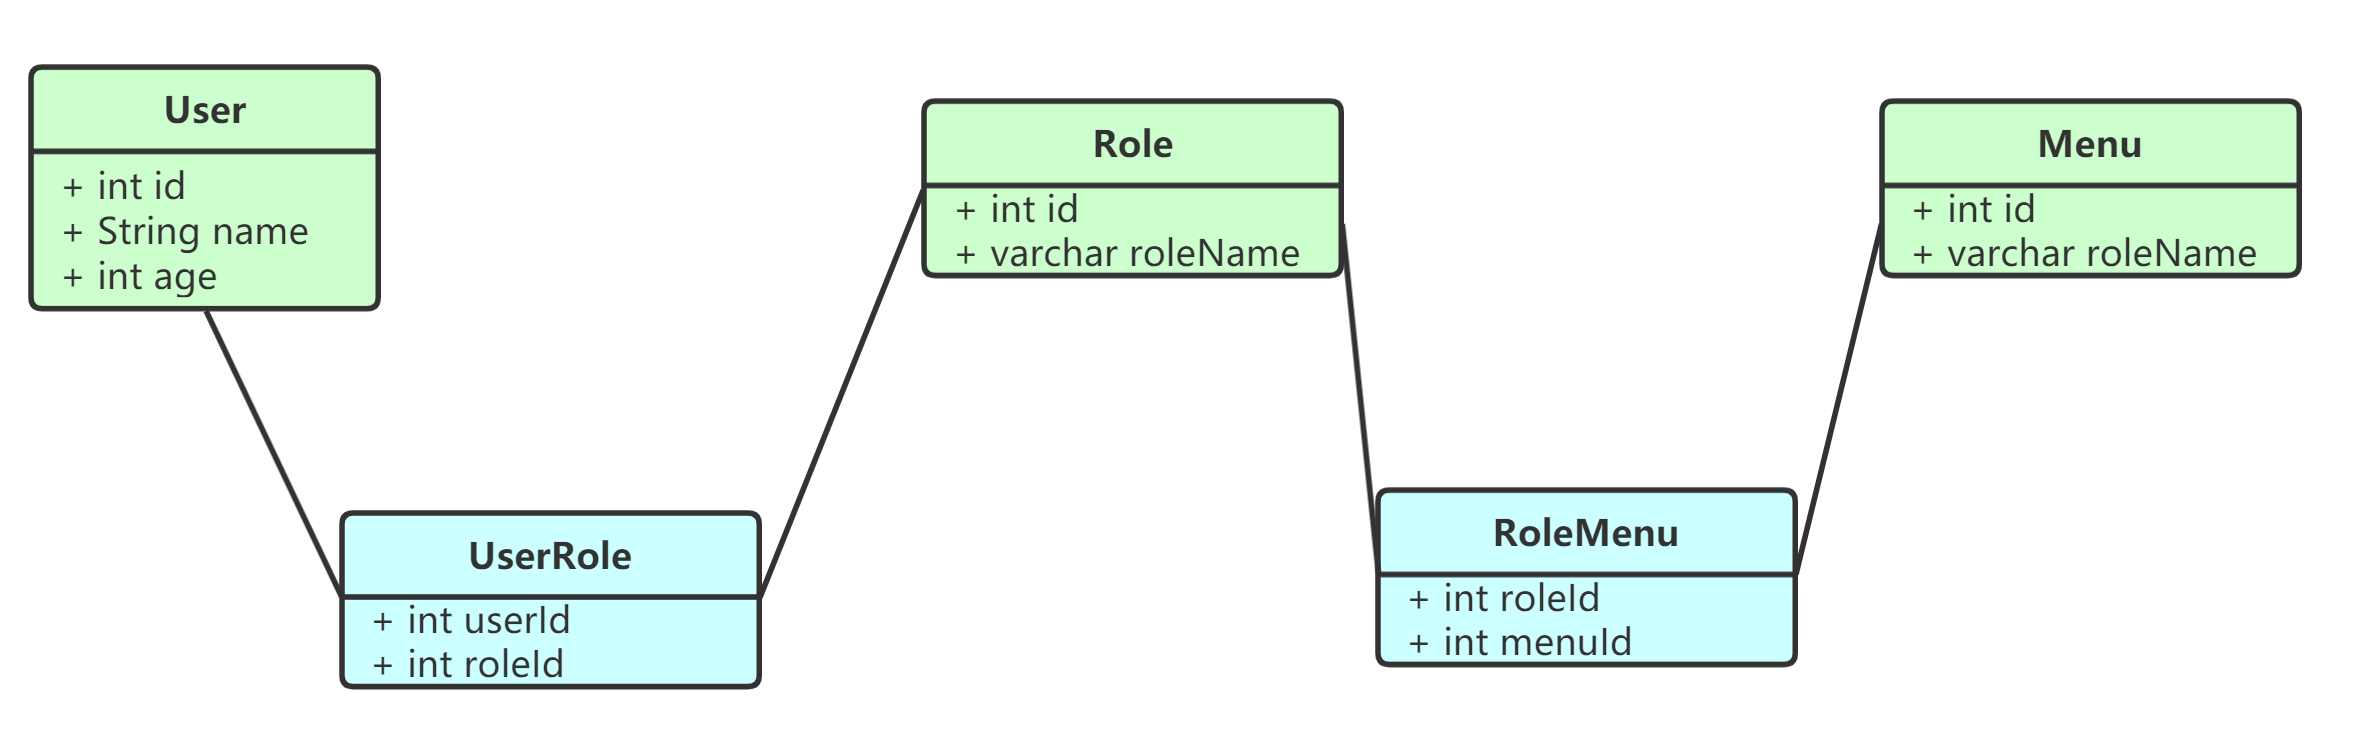 User
+ int id
+ String name
+ int age
Role
+ int id
+ varchar roleName
Menu
+ int id
+ varchar roleName
UserRole
+ int userId
+ int roleId
RoleMenu
+ int roleId
+ int menuId